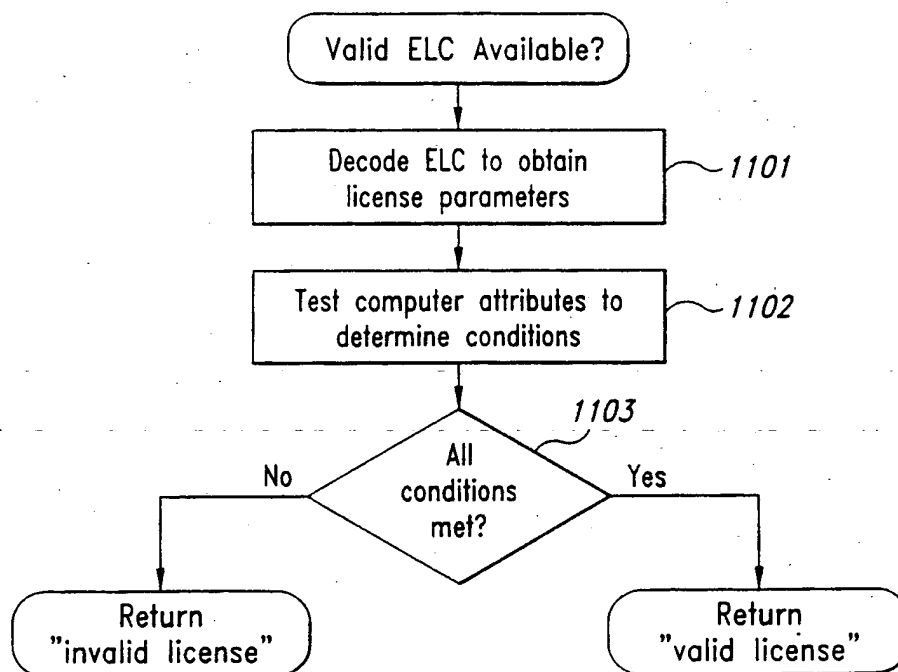 Valid ELC Available?
Decode ELC to obtain
license parameters
1101
Test computer attributes to
determine conditions
1102
1103
All
conditions
met?
No
Yes
Return
"invalid license"
Return
"valid license"